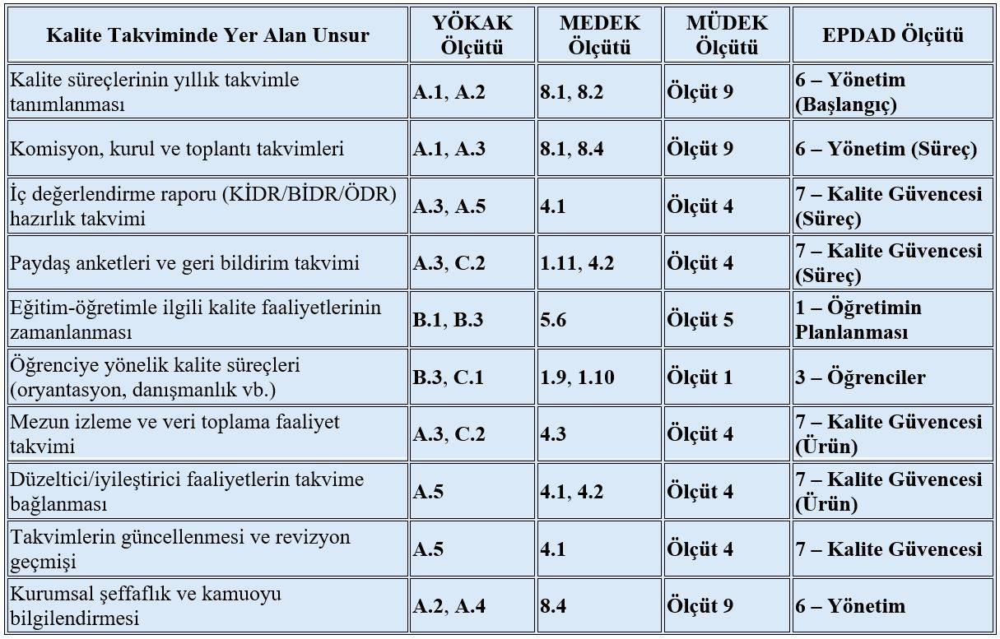 Kalite Takviminde Yer Alan Unsur
YÖKAK
Ölçütü
MEDEK
Ölçütü
MÜDEK
Ölçütü
EPDAD Ölçütü
Kalite süreçlerinin yıllık takvimle
tanımlanması
A.1, A.2
8.1, 8.2
Ölçüt 9
6 – Yönetim
(Başlangıç)
Komisyon, kurul ve toplantı takvimleri
A.1, A.3
8.1, 8.4
Ölçüt 9
6 – Yönetim (Süreç)
İç değerlendirme raporu (KİDR/BİDR/ÖDR)
hazırlık takvimi
A.3, A.5
4.1
Ölçüt 4
7 – Kalite Güvencesi
(Süreç)
Paydaş anketleri ve geri bildirim takvimi
A.3, C.2
1.11, 4.2
Ölçüt 4
7 – Kalite Güvencesi
(Süreç)
Eğitim-öğretimle ilgili kalite faaliyetlerinin
zamanlanması
B.1, B.3
5.6
Ölçüt 5
1 – Öğretimin
Planlanması
Öğrenciye yönelik kalite süreçleri
(oryantasyon, danışmanlık vb.)
B.3, C.1
1.9, 1.10
Ölçüt 1
3 – Öğrenciler
Mezun izleme ve veri toplama faaliyet
takvimi
A.3, C.2
4.3
Ölçüt 4
7 – Kalite Güvencesi
(Ürün)
Düzeltici/iyileştirici faaliyetlerin takvime
bağlanması
A.5
4.1, 4.2
Ölçüt 4
7 – Kalite Güvencesi
(Ürün)
Takvimlerin güncellenmesi ve revizyon
geçmişi
A.5
4.1
Ölçüt 4
7 – Kalite Güvencesi
Kurumsal şeffaflık ve kamuoyu
bilgilendirmesi
A.2, A.4
8.4
Ölçüt 9
6 – Yönetim